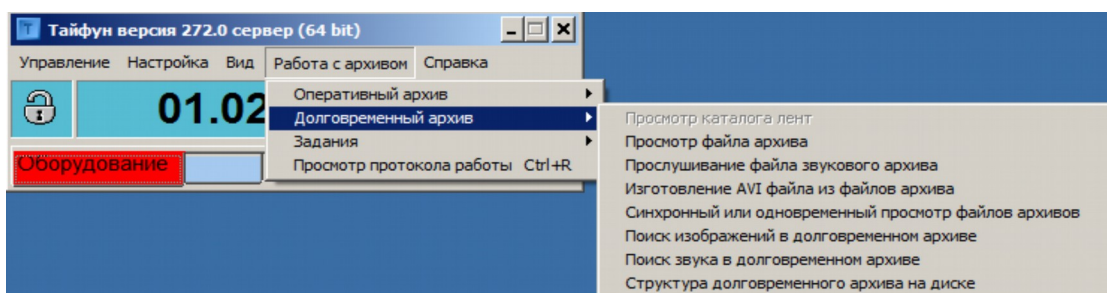 Тайфун версия 272.0 сервер (64 bit)
Управление Настройка Вид Работа с архивом Справка
01.02
Оперативный архив
Долговременный архив
Задания
Просмотр протокола работы Ctrl+R
Оборудование
Просмотр каталога лент
Просмотр файла архива
Прослушивание файла звукового архива
Изготовление AVI файла из файлов архива
Синхронный или одновременный просмотр файлов архивов
Поиск изображений в долговременном архиве
Поиск звука в долговременном архиве
Структура долговременного архива на диске